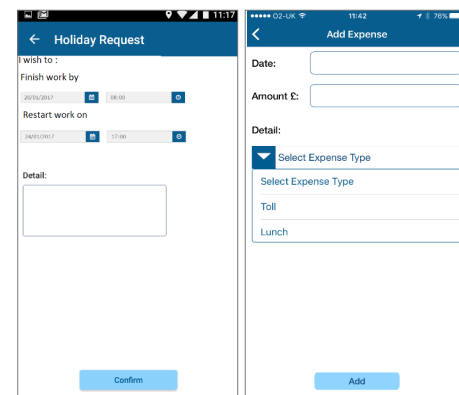 11:17
Holiday Request
I wish to :
Finish work by
20/01/2017 08:00
Restart work on
24/01/2017 17:00
Detail:
Confirm
O2-UK 11:42 76%
Add Expense
Date:
Amount £:
Detail:
Select Expense Type
Select Expense Type
Toll
Lunch
Add